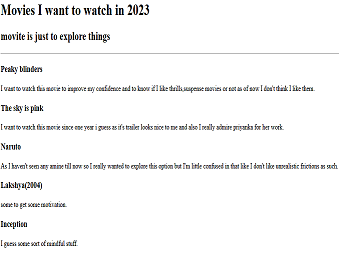 Movies I want to watch in 2023
movite is just to explore things
Peaky blinders
I want to watch this movie to improve my confidence and to know if I like thrills,suspense movies or not as of now I don't think I like them.
The sky is pink
I want to watch this movie since one year i guess as it's trailer looks nice to me and also I really admire priyanka for her work.
Naruto
As I haven't seen any amine till now so I really wanted to explore this option but I'm little confused in that like I don't like unrealistic frictions as such.
Lakshya(2004)
some to get some motivation.
Inception
I guess some sort of mindful stuff.